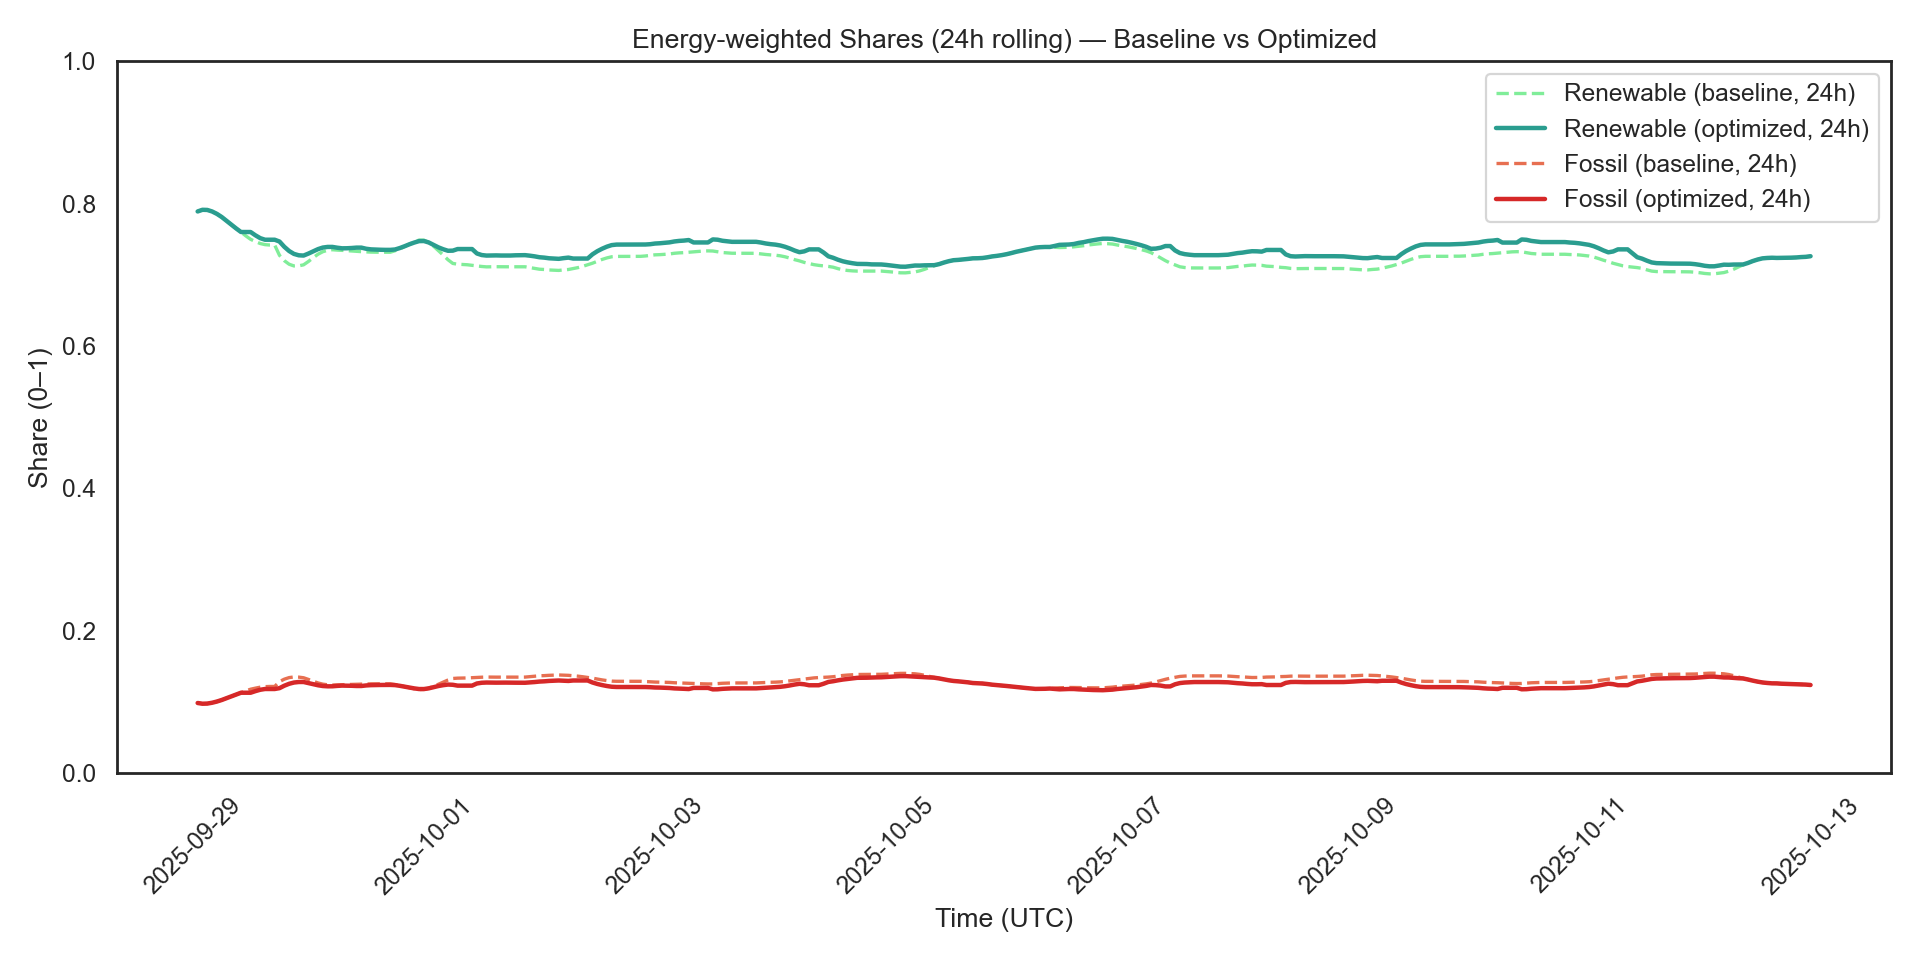 Energy-weighted Shares (24h rolling) — Baseline vs Optimized
1.0
0.8
0.6
0.4
0.2
0.0
Share (0–1)
Renewable (baseline, 24h)
Renewable (optimized, 24h)
Fossil (baseline, 24h)
Fossil (optimized, 24h)
2025-09-29
2025-10-01
2025-10-03
2025-10-05
2025-10-07
2025-10-09
2025-10-11
2025-10-13
Time (UTC)